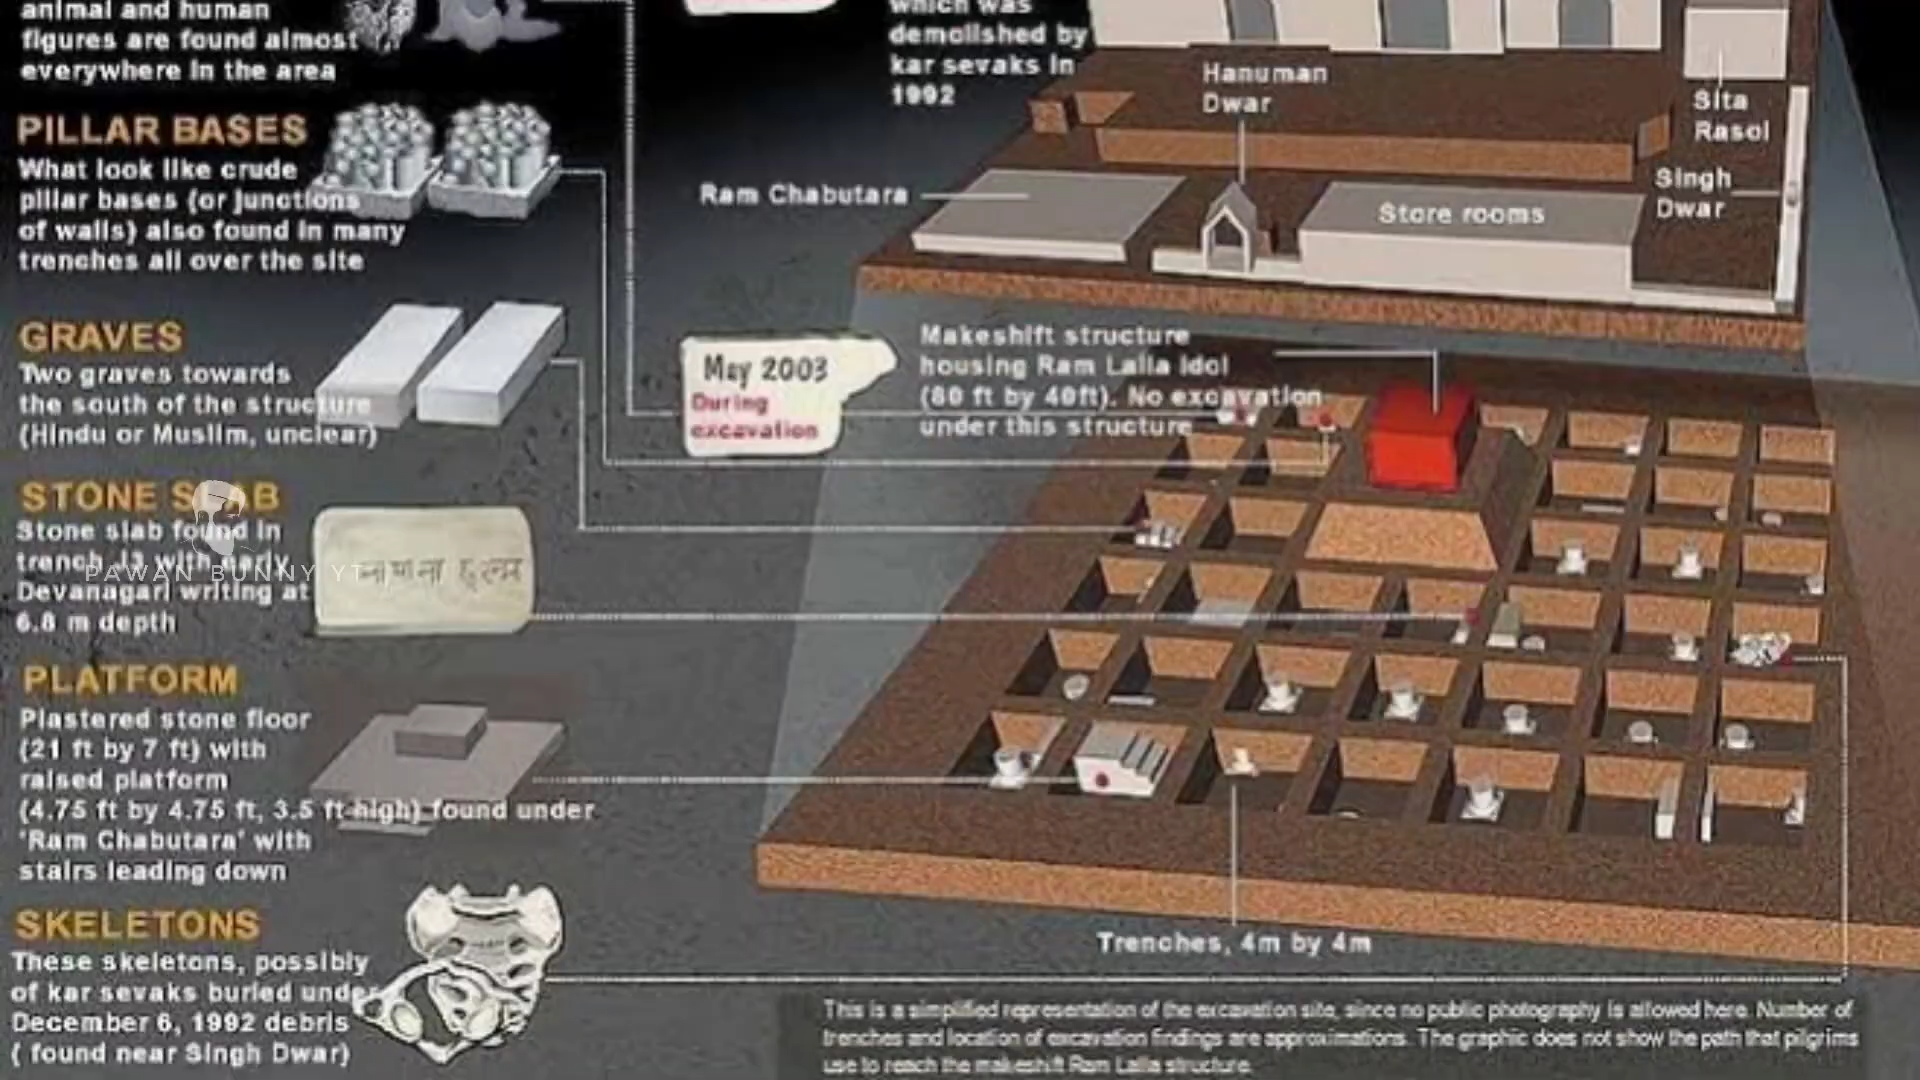 animal and human
figures are found almost
everywhere in the area
PILLAR BASES
What look like crude
pillar bases (or junctions
of walls) also found in many
trenches all over the site
GRAVES
Two graves towards
the south of the structure
(Hindu or Muslim, unclear)
STONE SLAB
Stone slab found in
trench J3 with early
Devanagari writing at
6.8 m depth
PAWAN BUNNY YT
PLATFORM
Plastered stone floor
(21 ft by 7 ft) with
raised platform
(4.75 ft by 4.75 ft, 3.5 ft high) found under
'Ram Chabutara' with
stairs leading down
SKELETONS
These skeletons, possibly
of kar sevaks buried under
December 6, 1992 debris
( found near Singh Dwar)
which was
demolished by
kar sevaks in
1992
Hanuman
Dwar
Sita
Rasoi
Singh
Dwar
Ram Chabutara
Store rooms
May 2003
During
excavation
Makeshift structure
housing Ram Lalla idol
(80 ft by 40ft). No excavation
under this structure
Trenches, 4m by 4m
This is a simplified representation of the excavation site, since no public photography is allowed here. Number of
trenches and location of excavation findings are approximations. The graphic does not show the path that pilgrims
use to reach the makeshift Ram Lalla structure.